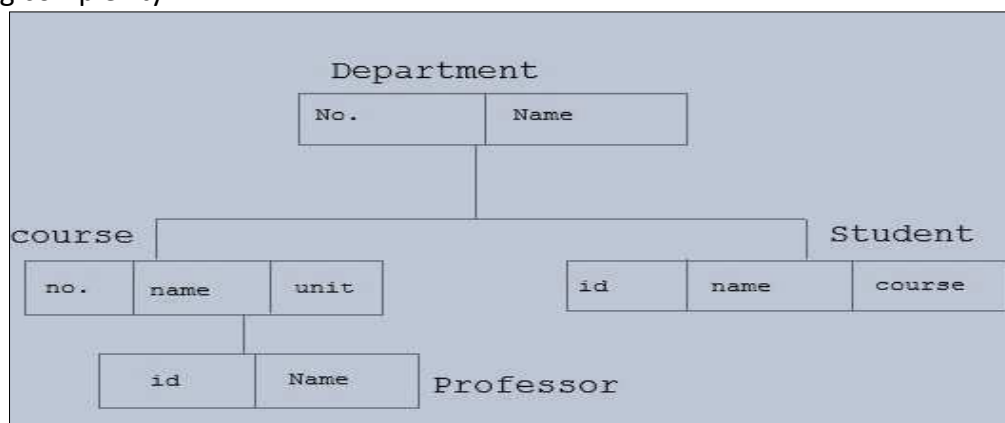 Department
No. Name
course
Student
no. name unit
id name course
id Name
Professor